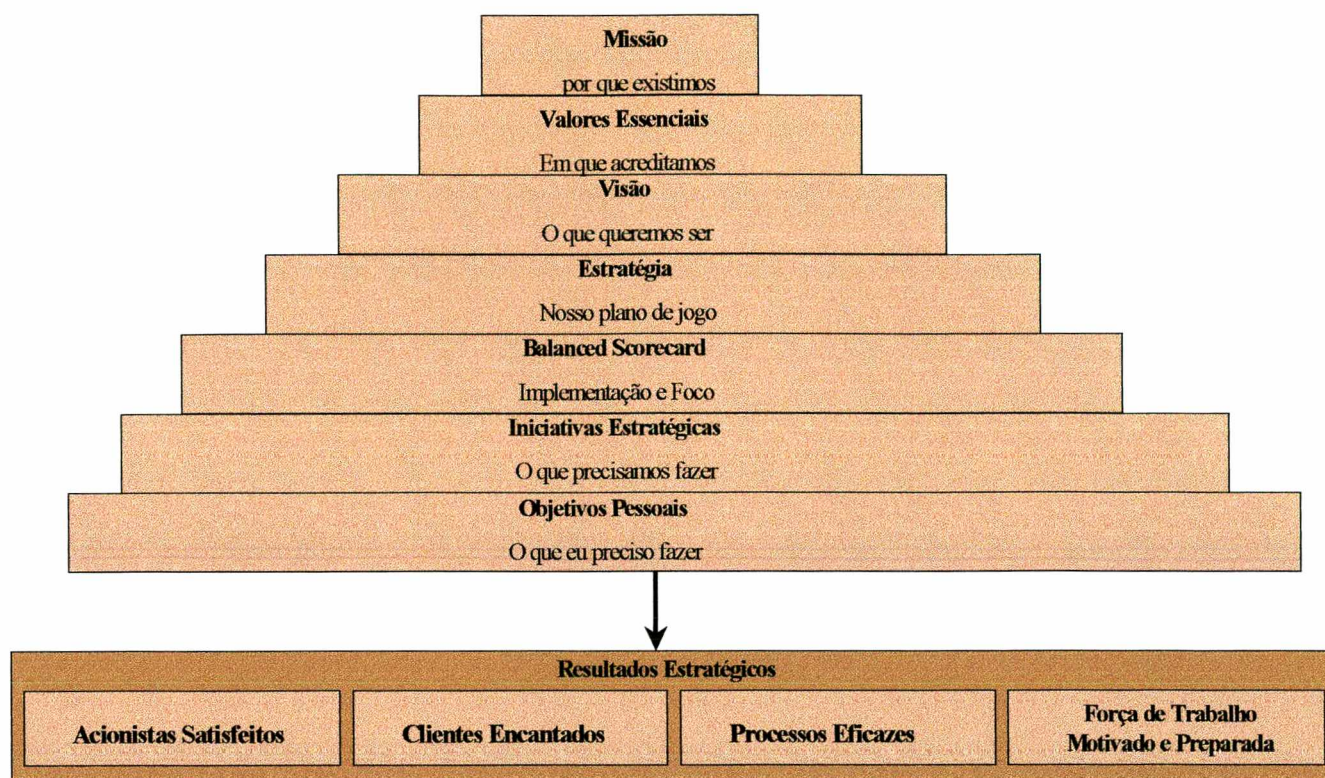 Missão
por que existimos
Valores Essenciais
Em que acreditamos
Visão
O que queremos ser
Estratégia
Nosso plano de jogo
Balanced Scorecard
Implementação e Foco
Iniciativas Estratégicas
O que precisamos fazer
Objetivos Pessoais
O que eu preciso fazer
Resultados Estratégicos
Acionistas Satisfeitos
Clientes Encantados
Processos Eficazes
Força de Trabalho
Motivado e Preparada